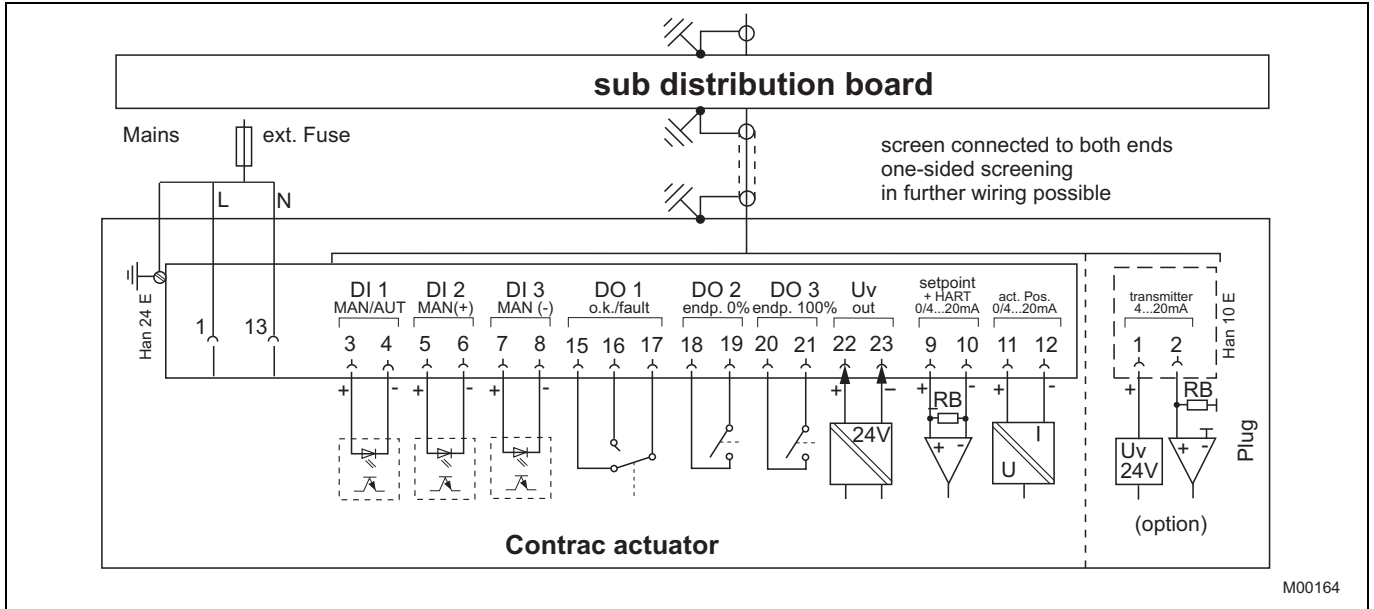 sub distribution board
Mains
ext. Fuse
screen connected to both ends
one-sided screening
in further wiring possible
L
N
Han 24 E
DI 1
MAN/AUT
DI 2
MAN(+)
DI 3
MAN (-)
DO 1
o.k./fault
DO 2
endp. 0%
DO 3
endp. 100%
Uv
out
setpoint
+ HART
0/4...20mA
act. Pos.
0/4...20mA
transmitter
4...20mA
Han 10 E
1 13 3 4 5 6 7 8 15 16 17 18 19 20 21 22 23 9 10 11 12 1 2
+ - + - + - + − + - + - +
RB
RB
24V
+ -
I
U
Uv
24V
+ -
Plug
(option)
Contrac actuator
M00164